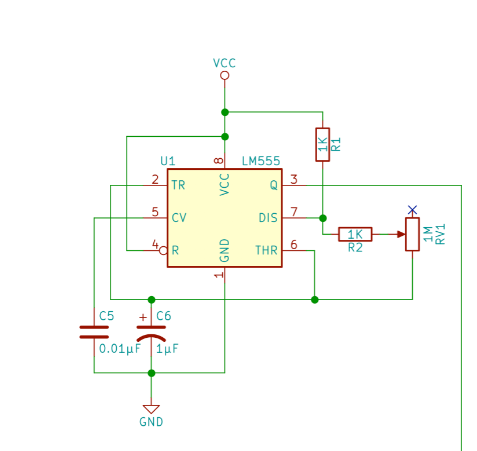 VCC
U1
LM555
8
VCC
1K
R1
2
TR
Q
3
5
CV
DIS
7
1K
R2
1M
RV1
4
R
GND
THR
6
1
C5
0.01µF
+
C6
1µF
GND